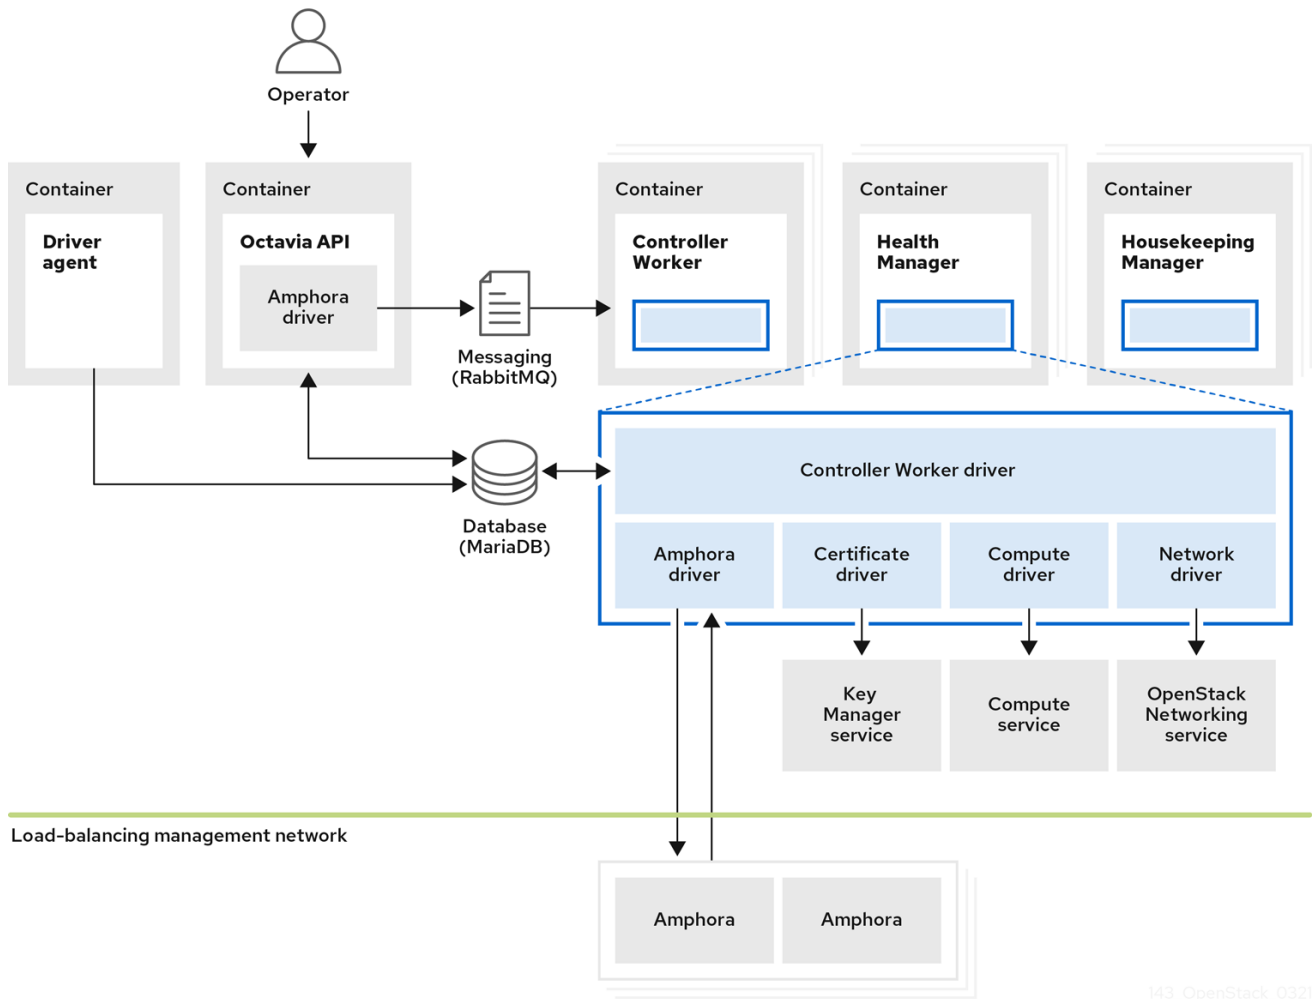 Operator
Container
Driver
agent
Container
Octavia API
Amphora
driver
Messaging
(RabbitMQ)
Container
Controller
Worker
Container
Health
Manager
Container
Housekeeping
Manager
Database
(MariaDB)
Controller Worker driver
Amphora
driver
Certificate
driver
Compute
driver
Network
driver
Key
Manager
service
Compute
service
OpenStack
Networking
service
Load-balancing management network
Amphora
Amphora
143_OpenStack_0321